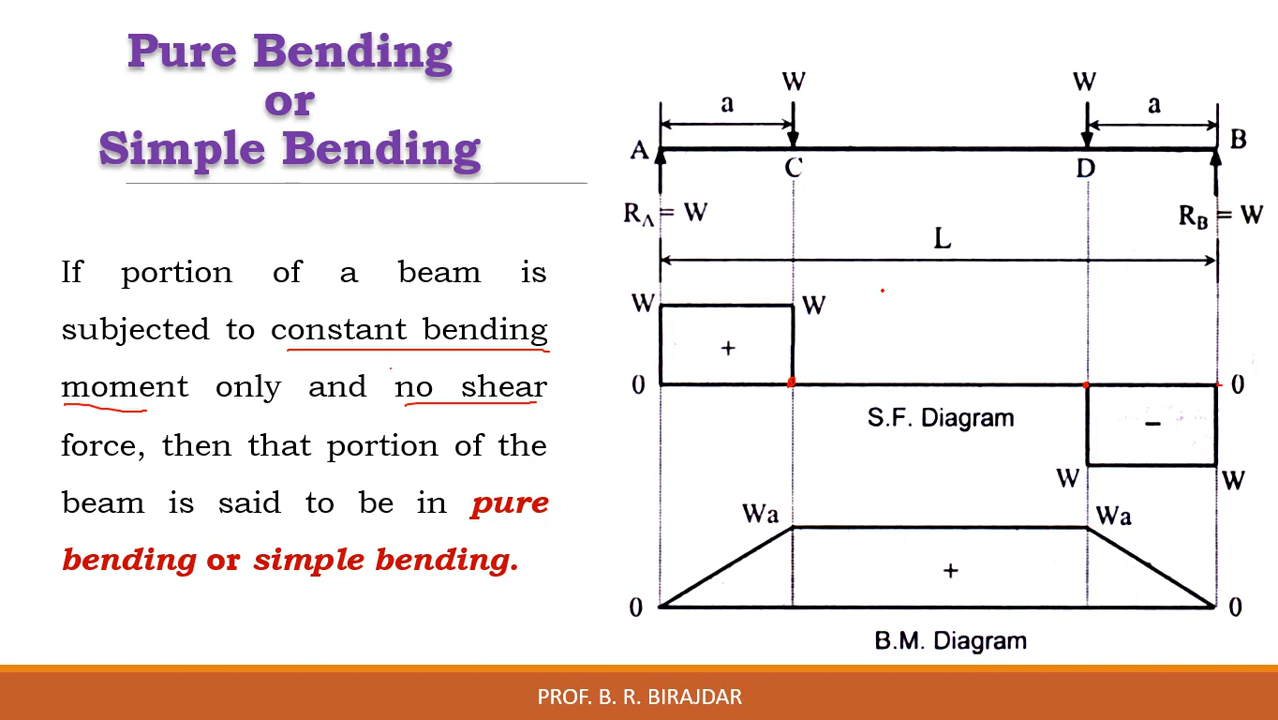 Pure Bending
or
Simple Bending
If portion of a beam is
subjected to constant bending
moment only and no shear
force, then that portion of the
beam is said to be in pure
bending or simple bending.
W W
a a
A B
C D
R_A = W R_B = W
L
W W
+
0 0
S.F. Diagram
−
W W
Wa Wa
+
0 0
B.M. Diagram
PROF. B. R. BIRAJDAR